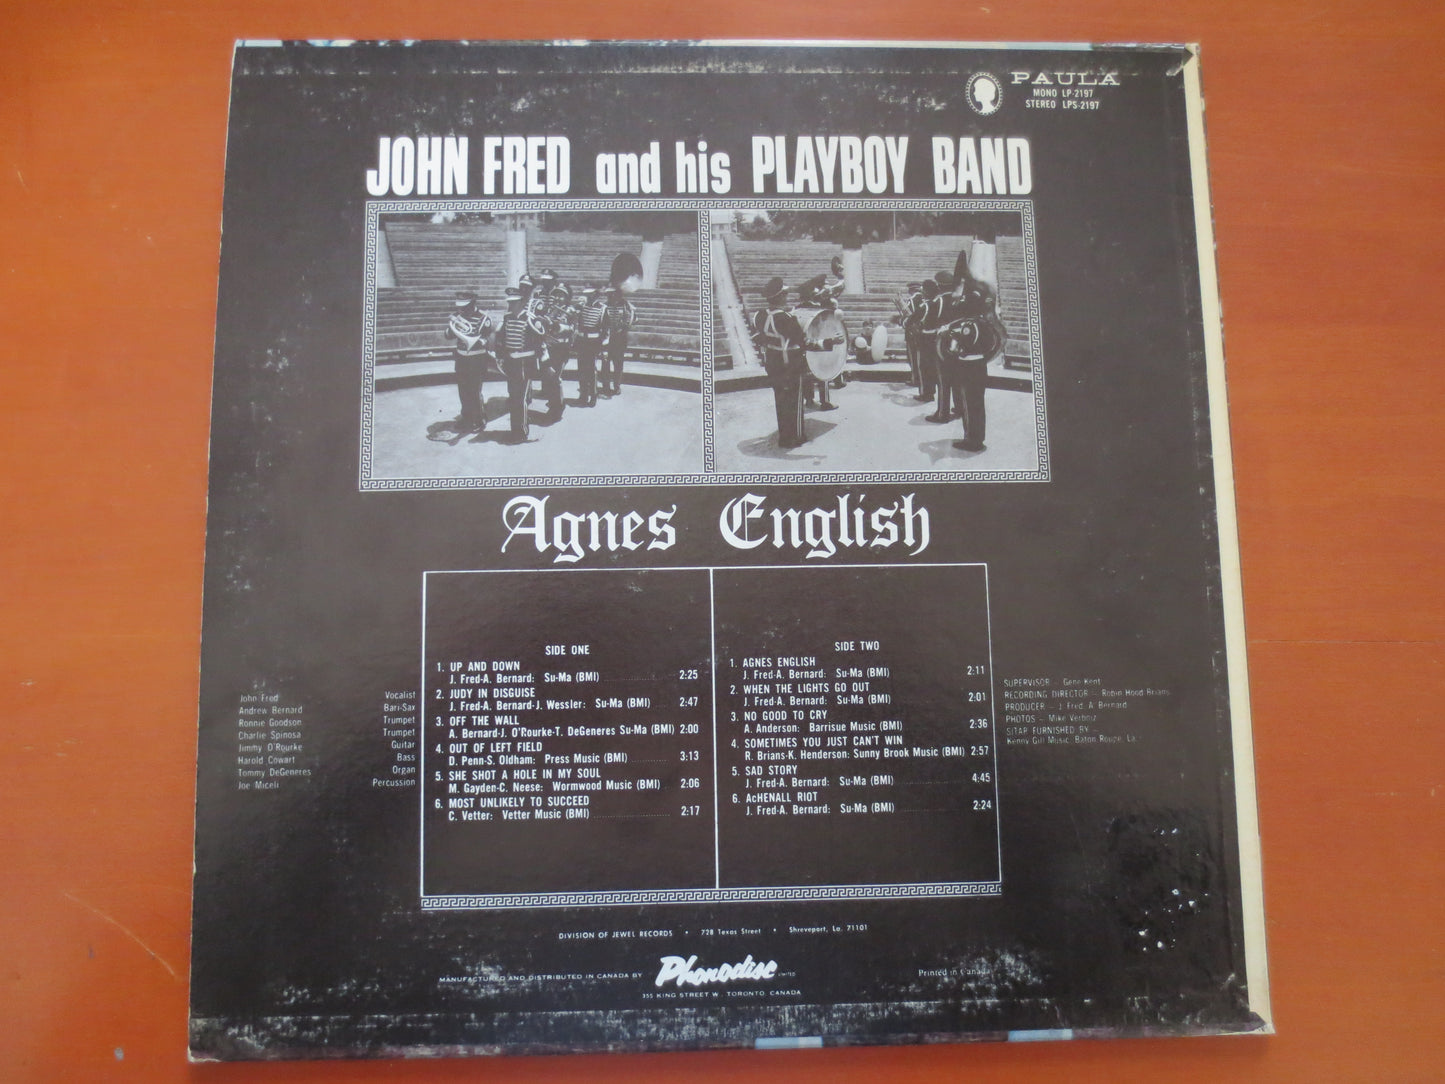 PAULA
MONO LP-2197
STEREO LPS-2197
JOHN FRED and his PLAYBOY BAND
Agnes English
SIDE ONE
1. UP AND DOWN
J. Fred-A. Bernard: Su-Ma (BMI) 2:25
2. JUDY IN DISGUISE
J. Fred-A. Bernard-J. Wessler: Su-Ma (BMI) 2:47
3. OFF THE WALL
A. Bernard-J. O'Rourke-T. DeGeneres Su-Ma (BMI) 2:00
4. OUT OF LEFT FIELD
D. Penn-S. Oldham: Press Music (BMI) 3:13
5. SHE SHOT A HOLE IN MY SOUL
M. Gayden-C. Neese: Wormwood Music (BMI) 2:06
6. MOST UNLIKELY TO SUCCEED
C. Vetter: Vetter Music (BMI) 2:17
SIDE TWO
1. AGNES ENGLISH
J. Fred-A. Bernard: Su-Ma (BMI) 2:11
2. WHEN THE LIGHTS GO OUT
J. Fred-A. Bernard: Su-Ma (BMI) 2:01
3. NO GOOD TO CRY
A. Anderson: Barrisue Music (BMI) 2:36
4. SOMETIMES YOU JUST CAN'T WIN
R. Brians-K. Henderson: Sunny Brook Music (BMI) 2:57
5. SAD STORY
J. Fred-A. Bernard: Su-Ma (BMI) 4:45
6. AcHENALL RIOT
J. Fred-A. Bernard: Su-Ma (BMI) 2:24
John Fred Vocalist
Andrew Bernard Bari-Sax
Ronnie Goodson Trumpet
Charlie Spinosa Trumpet
Jimmy O'Rourke Guitar
Harold Cowart Bass
Tommy DeGeneres Organ
Joe Miceli Percussion
SUPERVISOR - Gene Kent
RECORDING DIRECTOR - Robin Hood Brians
PRODUCER - J. Fred, A. Bernard
PHOTOS - Mike
SITAR FURNISHED BY -
Kenny Gill Music, Baton Rouge, La.
DIVISION OF JEWEL RECORDS • 728 Texas Street • Shreveport, La. 71101
MANUFACTURED AND DISTRIBUTED IN CANADA BY Phonodisc LIMITED
355 KING STREET W. TORONTO. CANADA
Printed in Canada